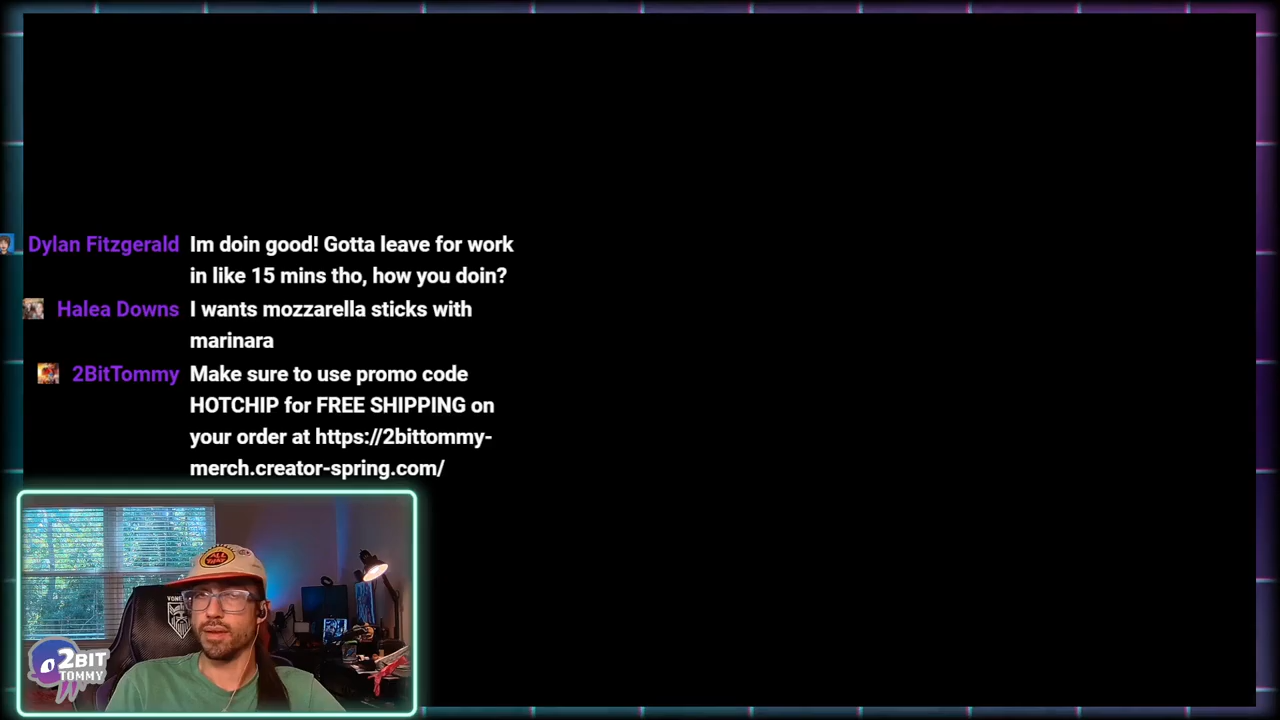 Dylan Fitzgerald Im doin good! Gotta leave for work
in like 15 mins tho, how you doin?
Halea Downs I wants mozzarella sticks with
marinara
2BitTommy Make sure to use promo code
HOTCHIP for FREE SHIPPING on
your order at https://2bittommy-
merch.creator-spring.com/
2BIT
TOMMY